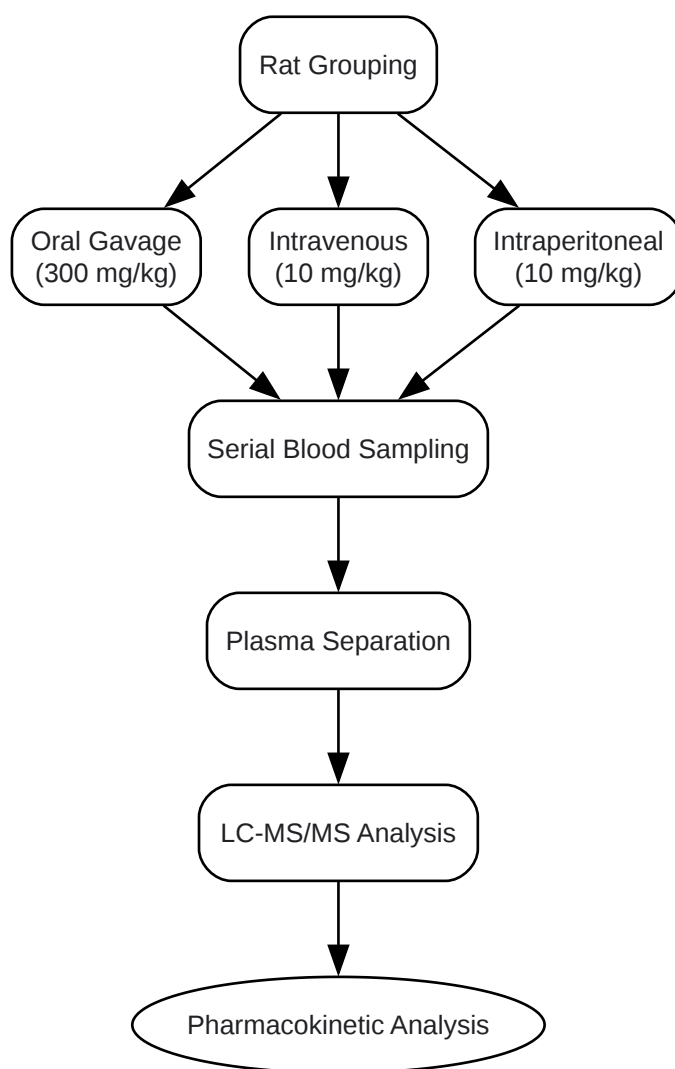 Rat Grouping
Oral Gavage
(300 mg/kg)
Intravenous
(10 mg/kg)
Intraperitoneal
(10 mg/kg)
Serial Blood Sampling
Plasma Separation
LC-MS/MS Analysis
Pharmacokinetic Analysis